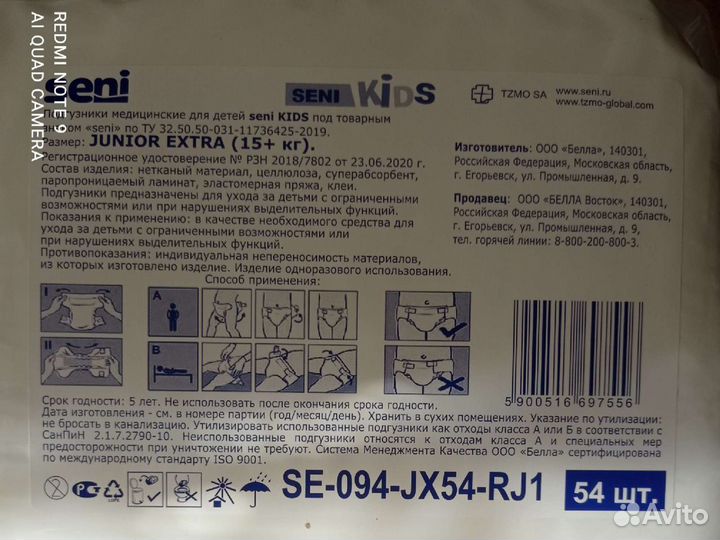 REDMI NOTE 9
AI QUAD CAMERA
seni
SENI KIDS
TZMO SA
www.seni.ru
tzmo-global.com
Подгузники медицинские для детей seni KIDS под товарным
знаком «seni» по ТУ 32.50.50-031-11736425-2019.
Размер: JUNIOR EXTRA (15+ кг).
Регистрационное удостоверение № РЗН 2018/7802 от 23.06.2020 г.
Состав изделия: нетканый материал, целлюлоза, суперабсорбент,
паропроницаемый ламинат, эластомерная пряжа, клеи.
Подгузники предназначены для ухода за детьми с ограниченными
возможностями или при нарушениях выделительных функций.
Показания к применению: в качестве необходимого средства для
ухода за детьми с ограниченными возможностями или
при нарушениях выделительных функций.
Противопоказания: индивидуальная непереносимость материалов,
из которых изготовлено изделие. Изделие одноразового использования.
Изготовитель: ООО «Белла», 140301,
Российская Федерация, Московская область,
г. Егорьевск, ул. Промышленная, д. 9.
Продавец: ООО «БЕЛЛА Восток», 140301,
Российская Федерация, Московская область,
г. Егорьевск, ул. Промышленная, д. 9,
тел. горячей линии: 8-800-200-800-3.
Способ применения:
I
A
C
II
B
C
5 900516 697556
Срок годности: 5 лет. Не использовать после окончания срока годности.
Дата изготовления - см. в номере партии (год/месяц/день). Хранить в сухих помещениях. Указание по утилизации:
не бросать в канализацию. Утилизировать использованные подгузники как отходы класса А или Б в соответствии с
СанПиН 2.1.7.2790-10. Неиспользованные подгузники относятся к отходам класса А и специальных мер
предосторожности при уничтожении не требуют. Система Менеджмента Качества ООО «Белла» сертифицирована
по международному стандарту ISO 9001.
LDPE
SE-094-JX54-RJ1
54 шт.
Avito